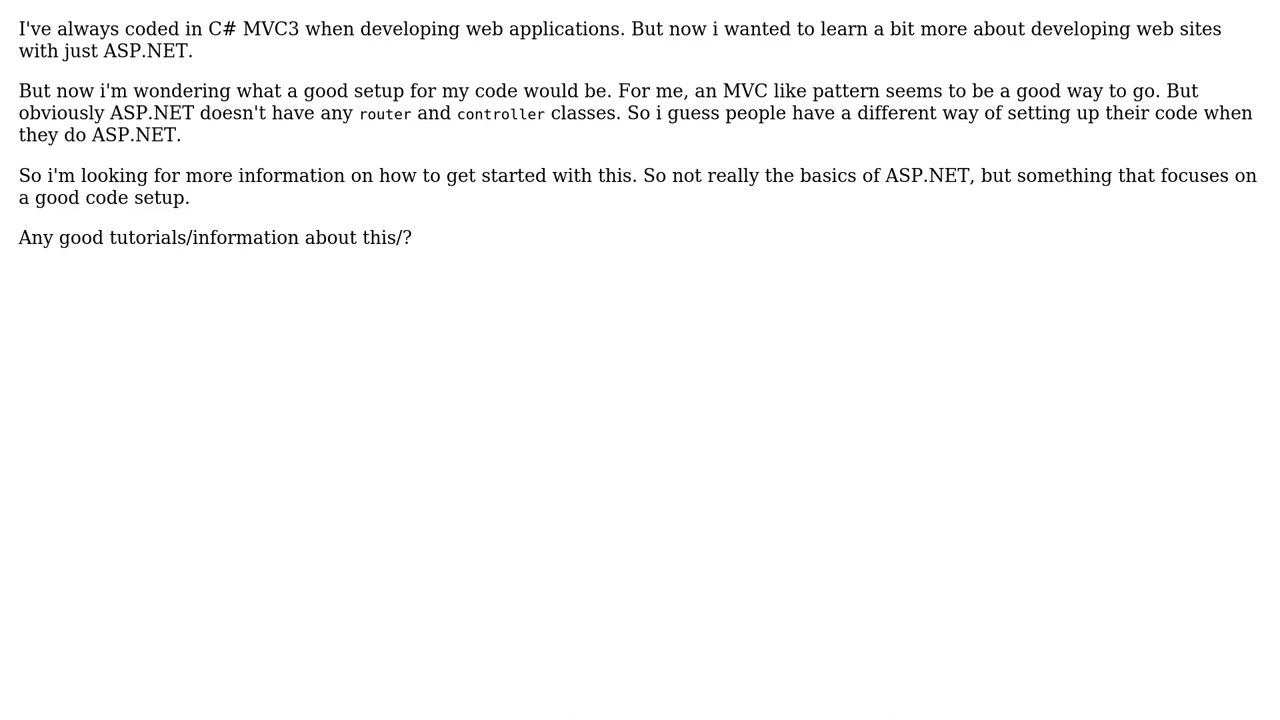 I've always coded in C# MVC3 when developing web applications. But now i wanted to learn a bit more about developing web sites
with just ASP.NET.
But now i'm wondering what a good setup for my code would be. For me, an MVC like pattern seems to be a good way to go. But
obviously ASP.NET doesn't have any router and controller classes. So i guess people have a different way of setting up their code when
they do ASP.NET.
So i'm looking for more information on how to get started with this. So not really the basics of ASP.NET, but something that focuses on
a good code setup.
Any good tutorials/information about this/?